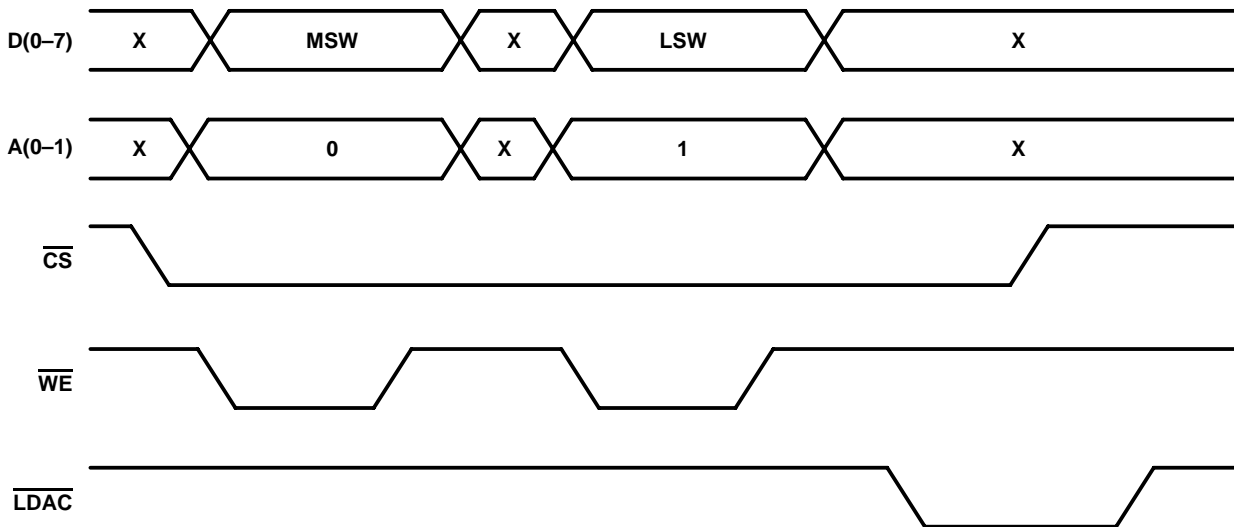 D(0–7) X MSW X LSW X
A(0–1) X 0 X 1 X
CS
WE
LDAC